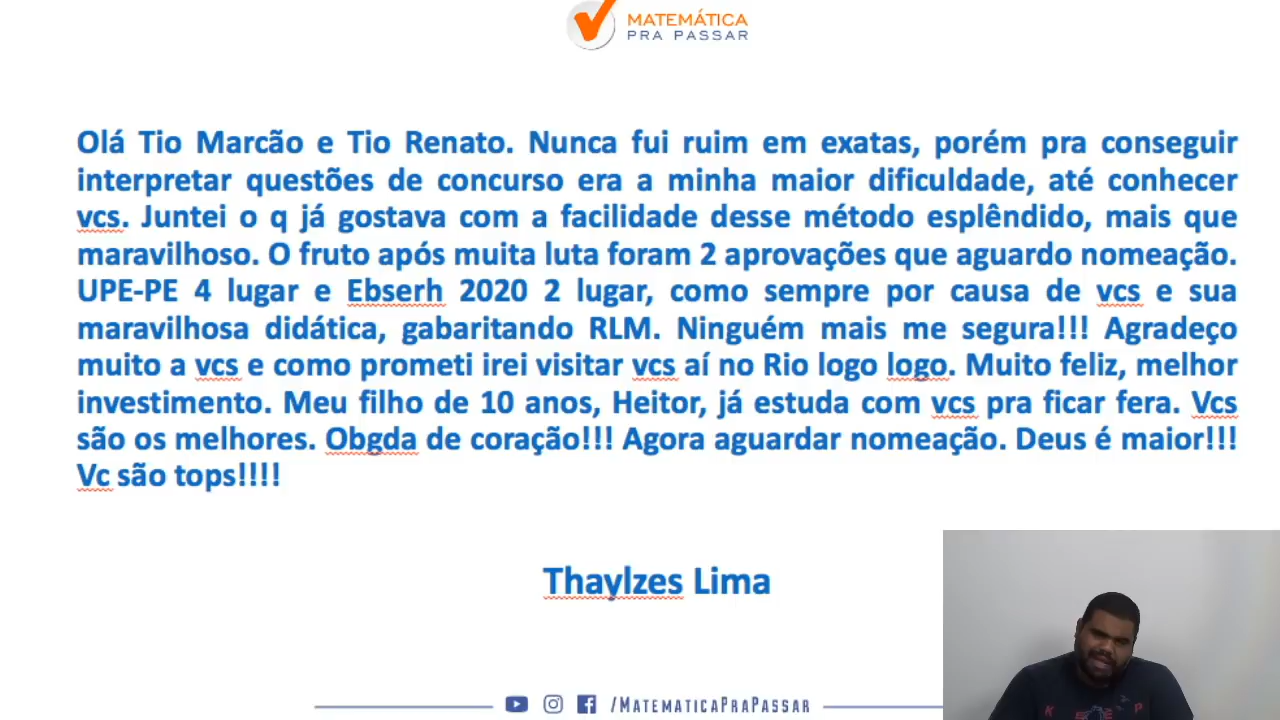 MATEMÁTICA
PRA PASSAR
Olá Tio Marcão e Tio Renato. Nunca fui ruim em exatas, porém pra conseguir
interpretar questões de concurso era a minha maior dificuldade, até conhecer
vcs. Juntei o q já gostava com a facilidade desse método esplêndido, mais que
maravilhoso. O fruto após muita luta foram 2 aprovações que aguardo nomeação.
UPE-PE 4 lugar e Ebserh 2020 2 lugar, como sempre por causa de vcs e sua
maravilhosa didática, gabaritando RLM. Ninguém mais me segura!!! Agradeço
muito a vcs e como prometi irei visitar vcs aí no Rio logo logo. Muito feliz, melhor
investimento. Meu filho de 10 anos, Heitor, já estuda com vcs pra ficar fera. Vcs
são os melhores. Obgda de coração!!! Agora aguardar nomeação. Deus é maior!!!
Vc são tops!!!!
Thaylzes Lima
/MATEMATICAPRAPASSAR